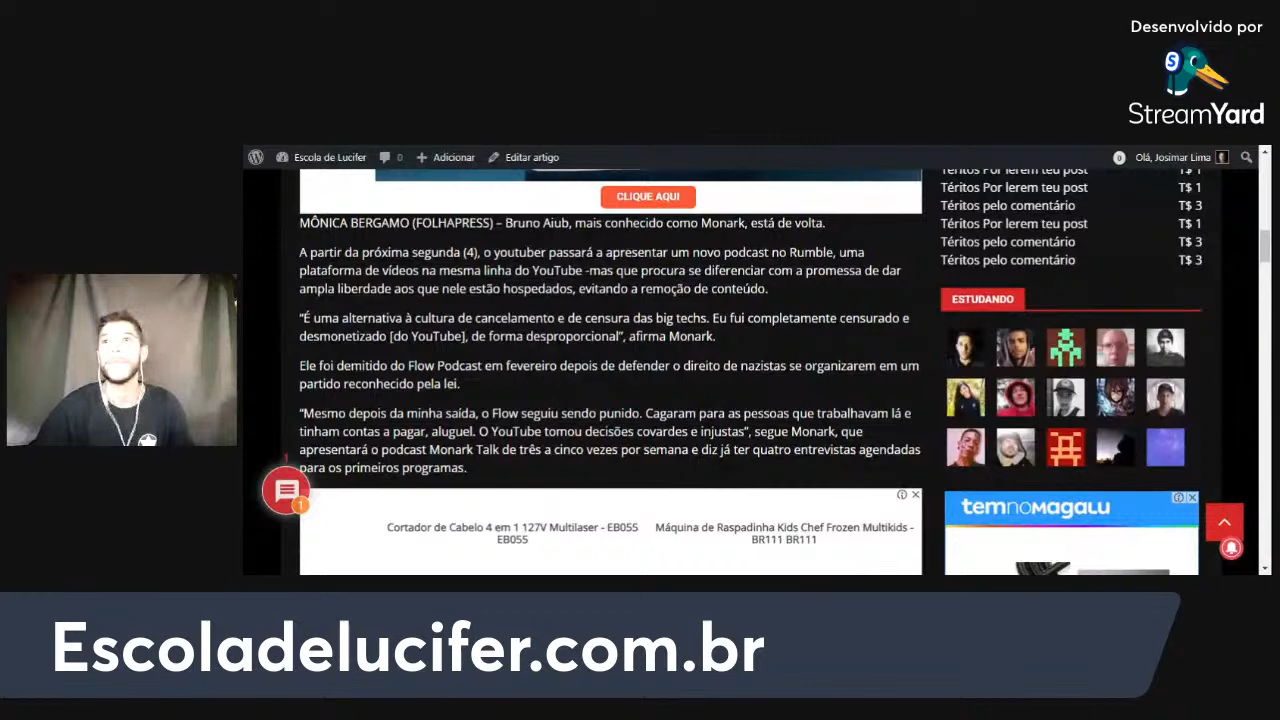 Desenvolvido por
StreamYard
Escola de Lucifer
0
Adicionar
Editar artigo
0
Olá, Josimar Lima
CLIQUE AQUI
MÔNICA BERGAMO (FOLHAPRESS) – Bruno Aiub, mais conhecido como Monark, está de volta.
A partir da próxima segunda (4), o youtuber passará a apresentar um novo podcast no Rumble, uma
plataforma de vídeos na mesma linha do YouTube -mas que procura se diferenciar com a promessa de dar
ampla liberdade aos que nele estão hospedados, evitando a remoção de conteúdo.
“É uma alternativa à cultura de cancelamento e de censura das big techs. Eu fui completamente censurado e
desmonetizado [do YouTube], de forma desproporcional”, afirma Monark.
Ele foi demitido do Flow Podcast em fevereiro depois de defender o direito de nazistas se organizarem em um
partido reconhecido pela lei.
“Mesmo depois da minha saída, o Flow seguiu sendo punido. Cagaram para as pessoas que trabalhavam lá e
tinham contas a pagar, aluguel. O YouTube tomou decisões covardes e injustas”, segue Monark, que
apresentará o podcast Monark Talk de três a cinco vezes por semana e diz já ter quatro entrevistas agendadas
para os primeiros programas.
1
Cortador de Cabelo 4 em 1 127V Multilaser - EB055
EB055
Máquina de Raspadinha Kids Chef Frozen Multikids -
BR111 BR111
Téritos Por lerem teu post T$ 1
Téritos Por lerem teu post T$ 1
Téritos pelo comentário T$ 3
Téritos Por lerem teu post T$ 1
Téritos pelo comentário T$ 3
Téritos pelo comentário T$ 3
ESTUDANDO
temnoMagalu
Escoladelucifer.com.br